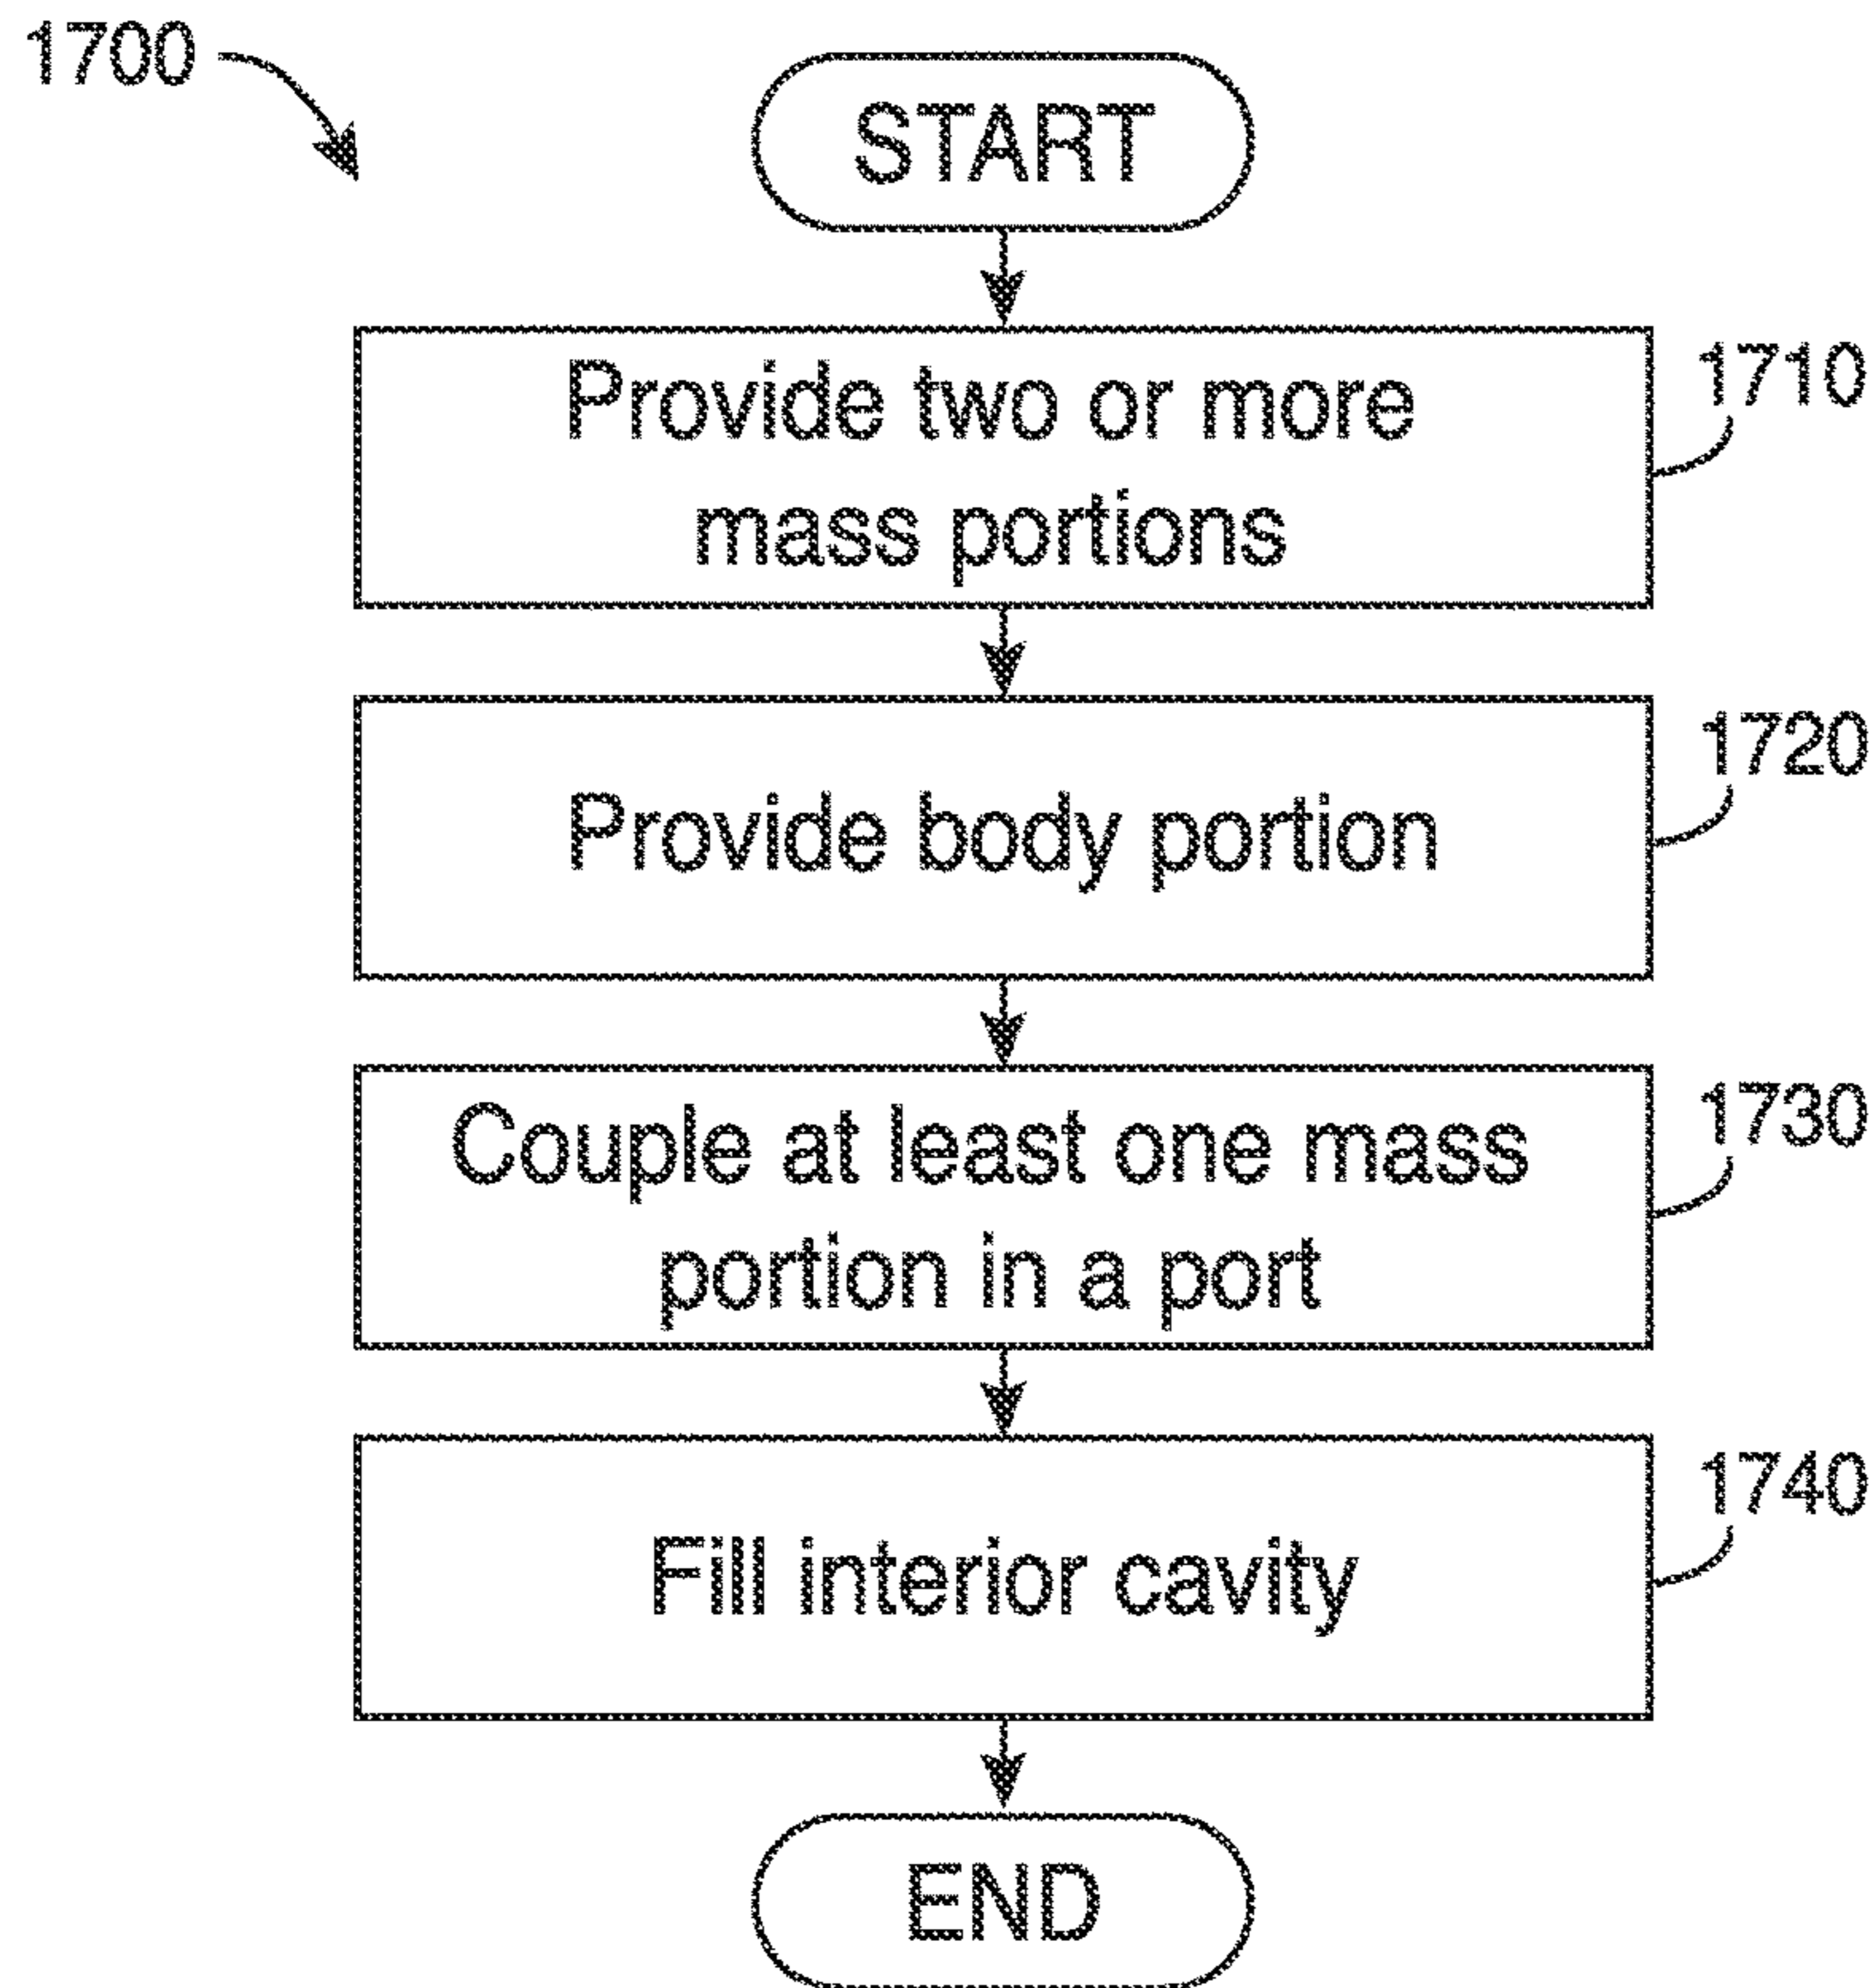 1700
START
Provide two or more
mass portions
1710
Provide body portion
1720
Couple at least one mass
portion in a port
1730
Fill interior cavity
1740
END